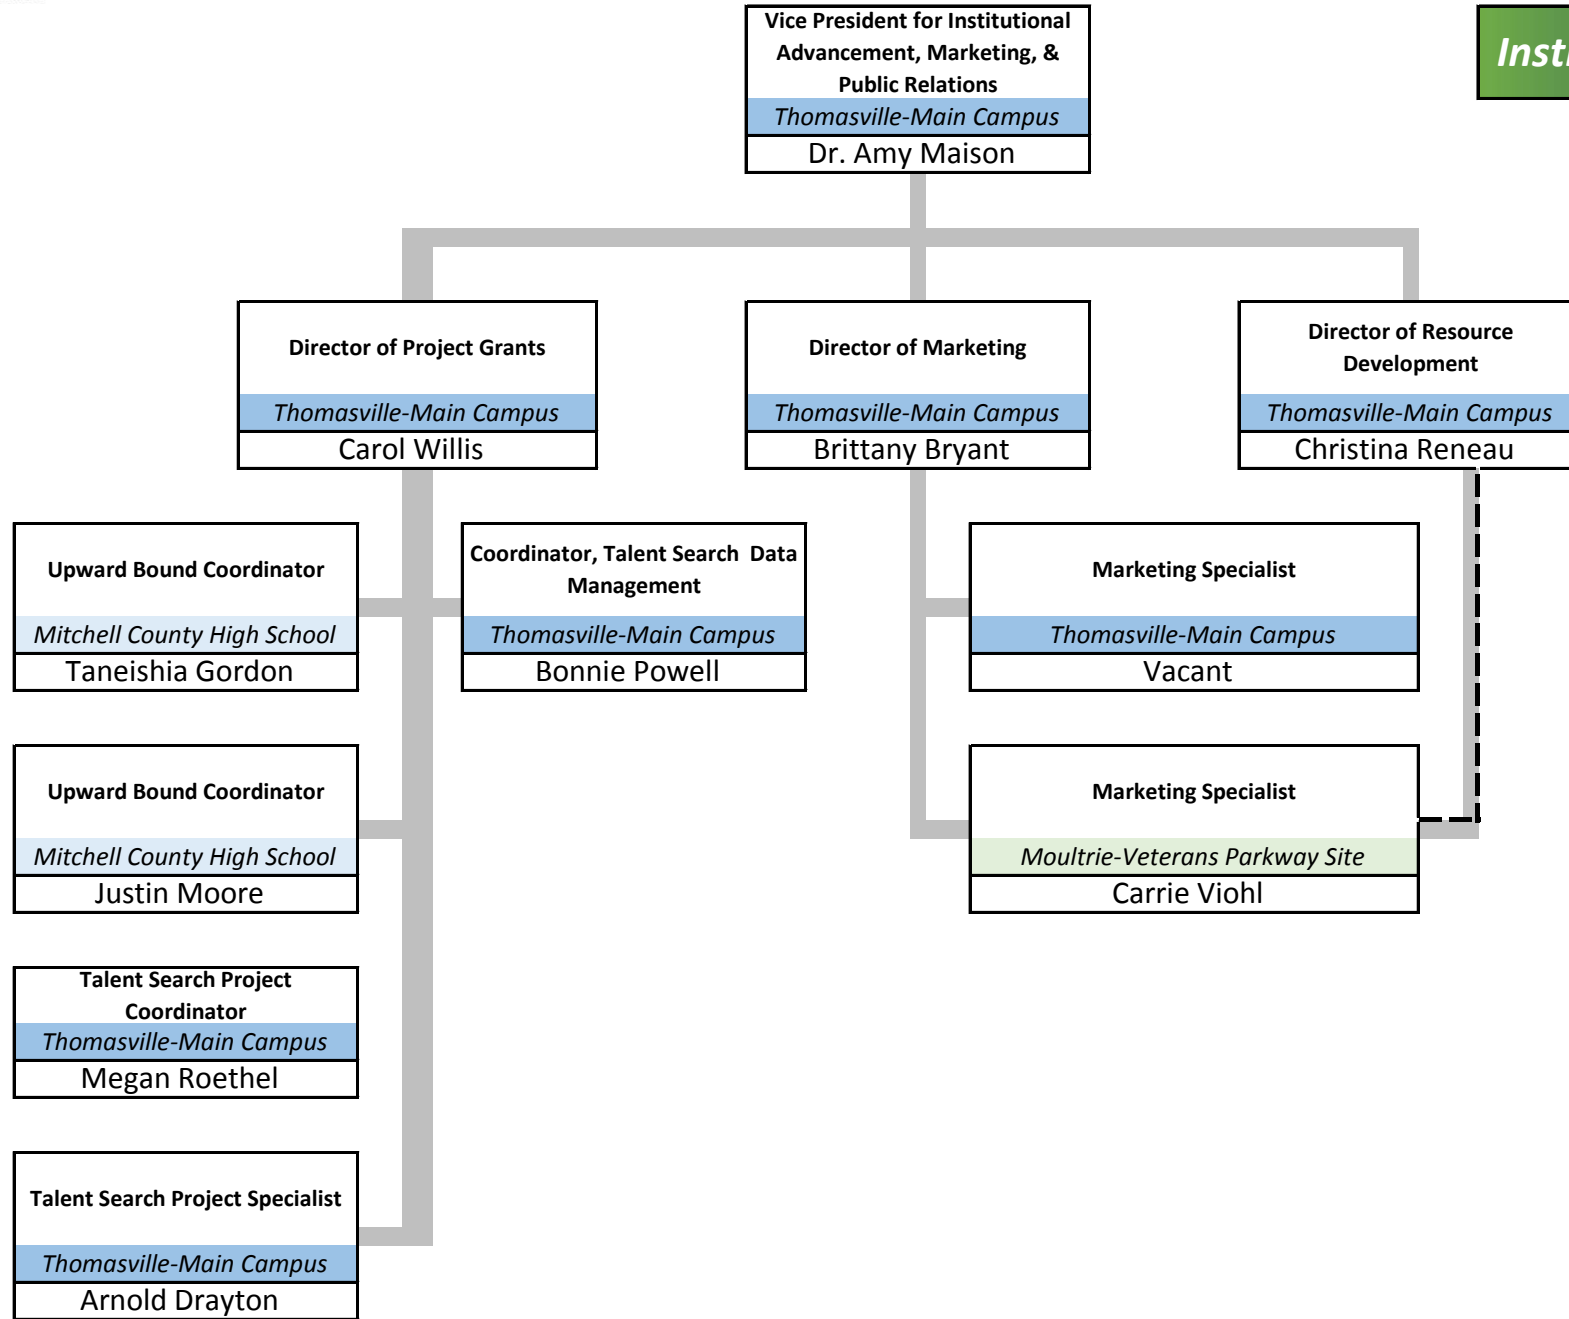 Vice President for Institutional
Advancement, Marketing, &
Public Relations
Thomasville-Main Campus
Dr. Amy Maison
Director of Project Grants
Thomasville-Main Campus
Carol Willis
Director of Marketing
Thomasville-Main Campus
Brittany Bryant
Director of Resource
Development
Thomasville-Main Campus
Christina Reneau
Upward Bound Coordinator
Mitchell County High School
Taneishia Gordon
Coordinator, Talent Search Data
Management
Thomasville-Main Campus
Bonnie Powell
Marketing Specialist
Thomasville-Main Campus
Vacant
Upward Bound Coordinator
Mitchell County High School
Justin Moore
Marketing Specialist
Moultrie-Veterans Parkway Site
Carrie Viohl
Talent Search Project
Coordinator
Thomasville-Main Campus
Megan Roethel
Talent Search Project Specialist
Thomasville-Main Campus
Arnold Drayton